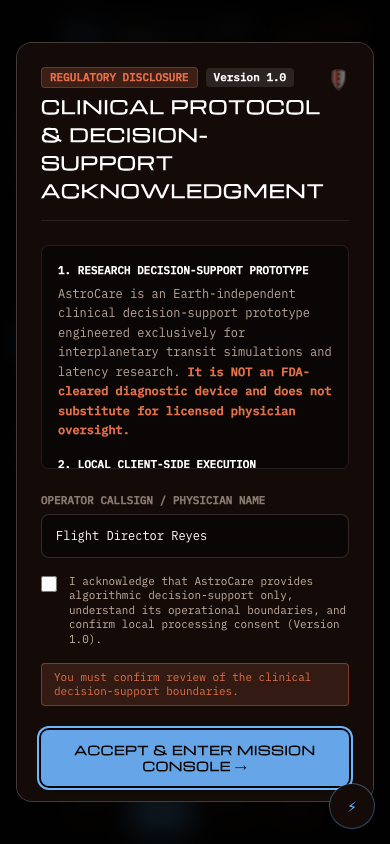 REGULATORY DISCLOSURE Version 1.0
CLINICAL PROTOCOL
& DECISION-
SUPPORT
ACKNOWLEDGMENT
1. RESEARCH DECISION-SUPPORT PROTOTYPE
AstroCare is an Earth-independent
clinical decision-support prototype
engineered exclusively for
interplanetary transit simulations and
latency research. It is NOT an FDA-
cleared diagnostic device and does not
substitute for licensed physician
oversight.
2. LOCAL CLIENT-SIDE EXECUTION
OPERATOR CALLSIGN / PHYSICIAN NAME
Flight Director Reyes
I acknowledge that AstroCare provides
algorithmic decision-support only,
understand its operational boundaries, and
confirm local processing consent (Version
1.0).
You must confirm review of the clinical
decision-support boundaries.
ACCEPT & ENTER MISSION
CONSOLE →